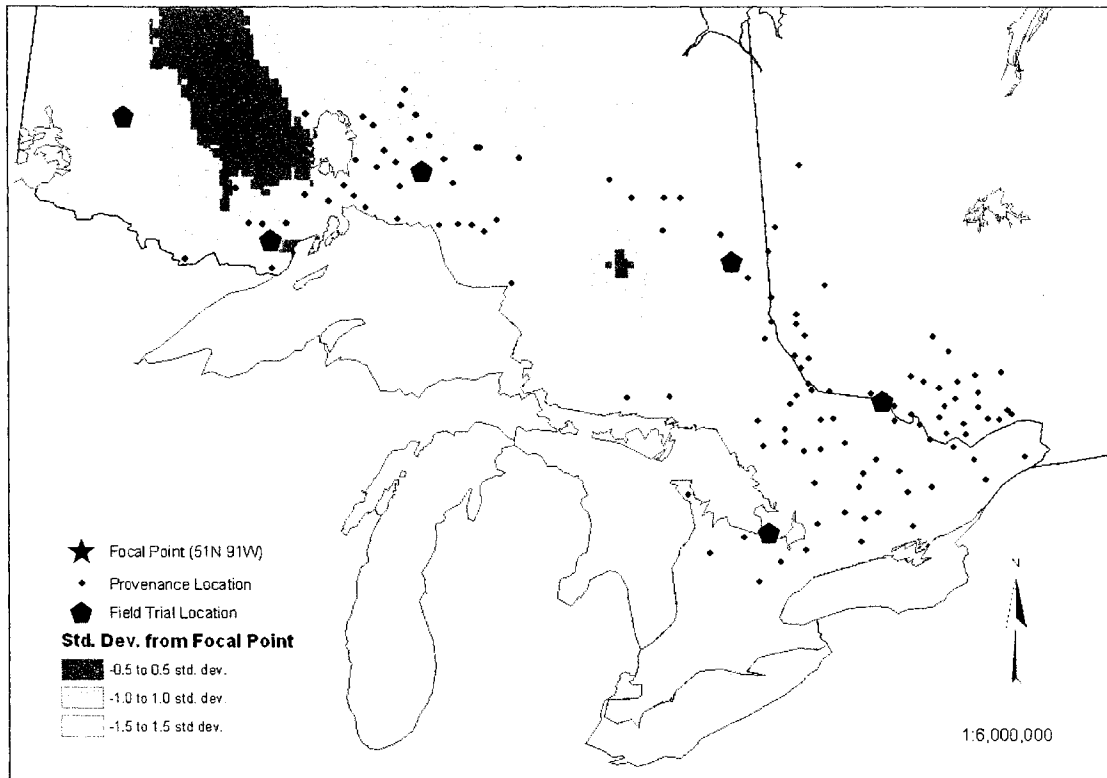 Focal Point (51N 91W)
Provenance Location
Field Trial Location
Std. Dev. from Focal Point
-0.5 to 0.5 std. dev.
-1.0 to 1.0 std. dev.
-1.5 to 1.5 std dev.
N
1:6,000,000